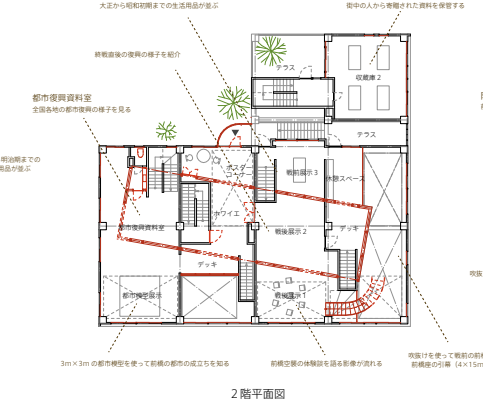 大正から昭和初期までの生活用品が並ぶ
街中の人から寄贈された資料を保管する
終戦直後の復興の様子を紹介
テラス
収蔵庫2
都市復興資料室
全国各地の都市復興の様子を見る
テラス
明治期までの
用品が並ぶ
ポスター
コーナー
戦前展示3
休憩スペース
ホワイエ
都市復興資料室
戦後展示2
デッキ
デッキ
都市模型展示
戦後展示1
吹抜
3m×3mの都市模型を使って前橋の都市の成立ちを知る
前橋空襲の体験談を語る影像が流れる
吹抜けを使って戦前の前橋
前橋座の引幕（4×15m
2階平面図